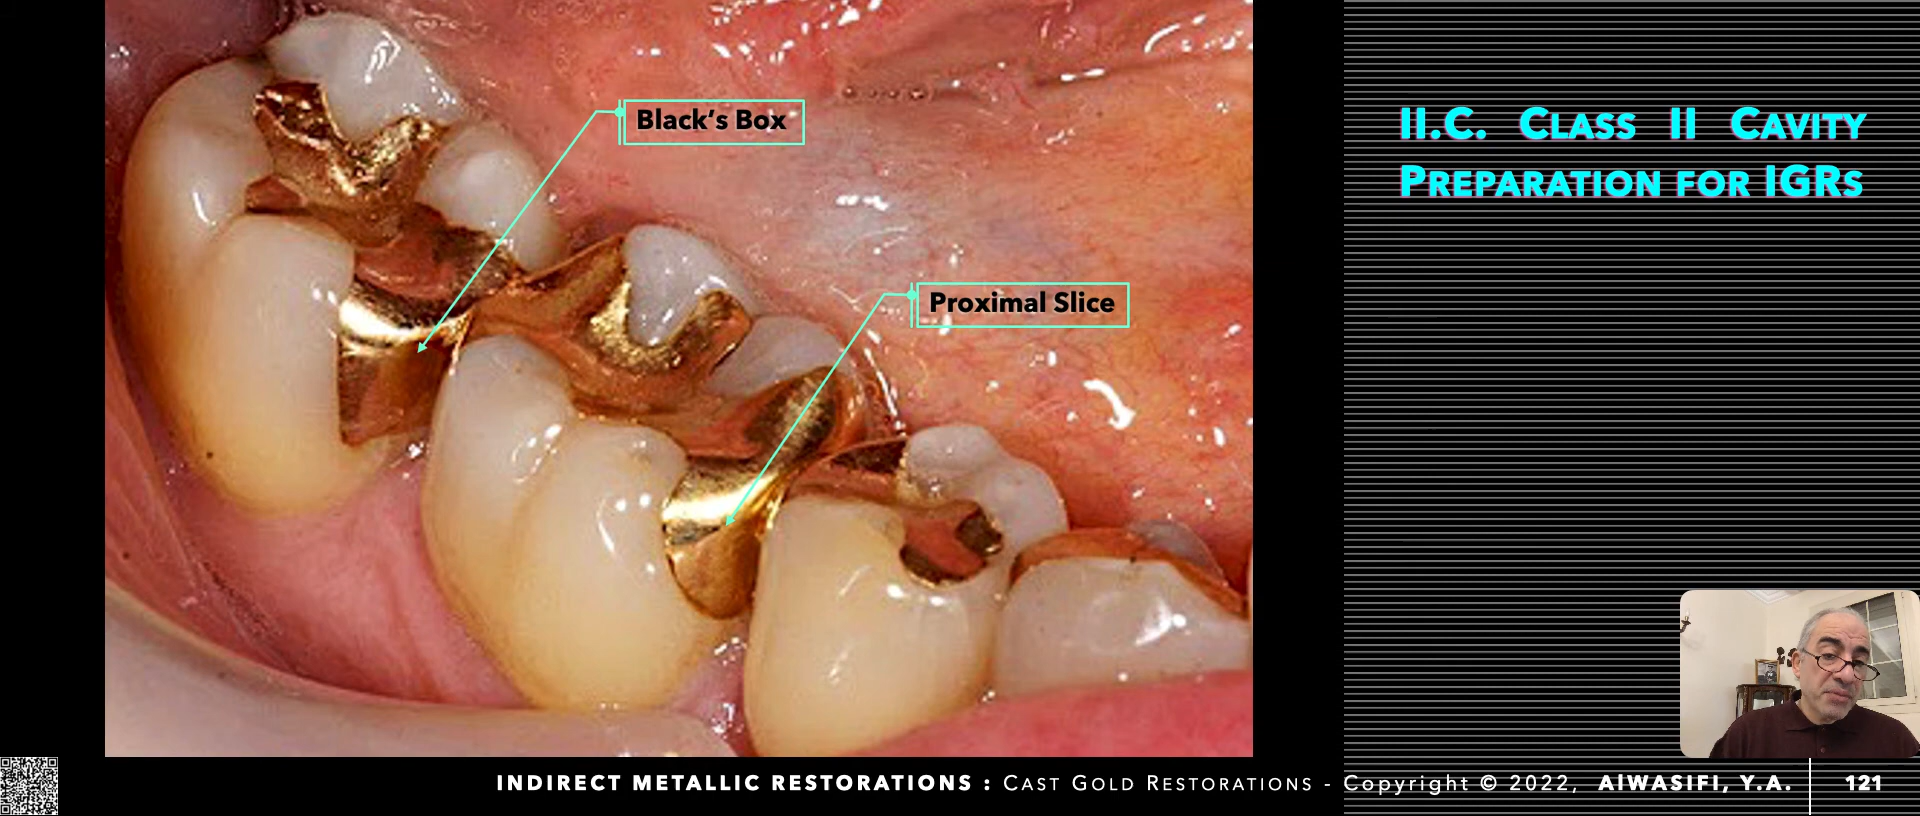 Black's Box
Proximal Slice
II.C. Class II Cavity
Preparation for IGRs
INDIRECT METALLIC RESTORATIONS : Cast Gold Restorations - Copyright © 2022, AlWASIFI, Y.A. 121